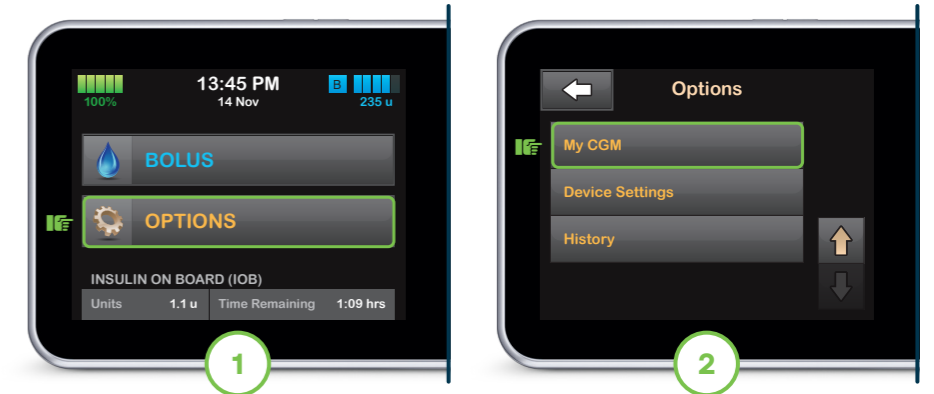 13:45 PM
100%
14 Nov
B
235 u
BOLUS
OPTIONS
INSULIN ON BOARD (IOB)
Units 1.1 u Time Remaining 1:09 hrs
1
Options
My CGM
Device Settings
History
2